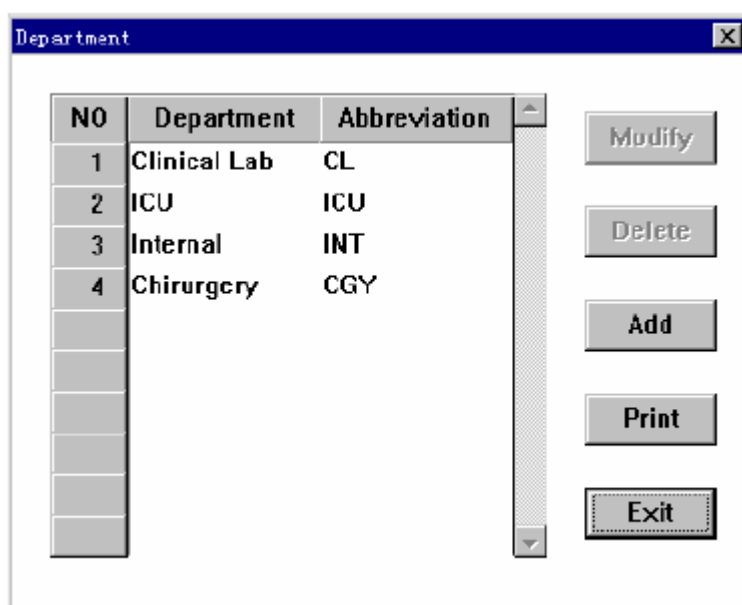 Department
NO Department Abbreviation
1 Clinical Lab CL
2 ICU ICU
3 Internal INT
4 Chirurgery CGY
Modify
Delete
Add
Print
Exit